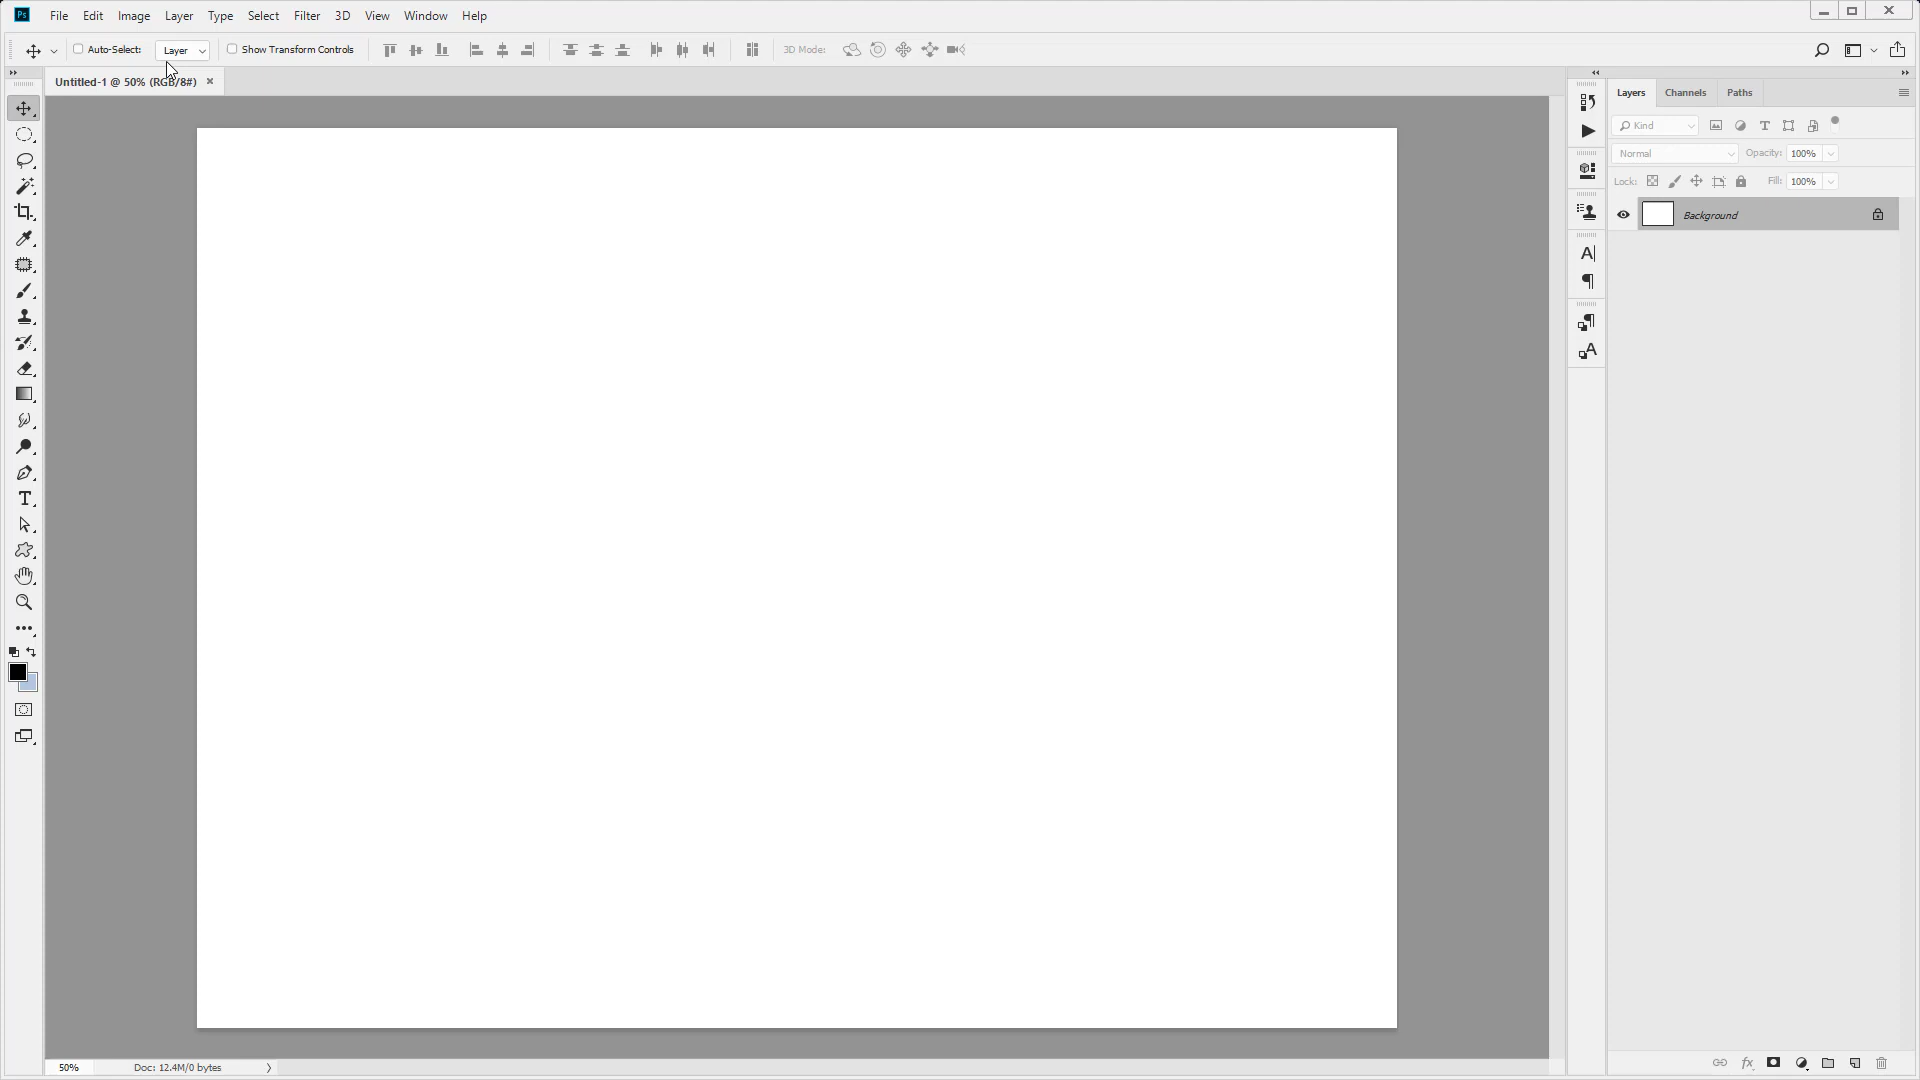 Ps File Edit Image Layer Type Select Filter 3D View Window Help
Auto-Select: Layer Show Transform Controls 3D Mode:
Untitled-1 @ 50% (RGB/8#)
Layers Channels Paths
Kind
Normal Opacity: 100%
Lock: Fill: 100%
Background
50% Doc: 12.4M/0 bytes
fx